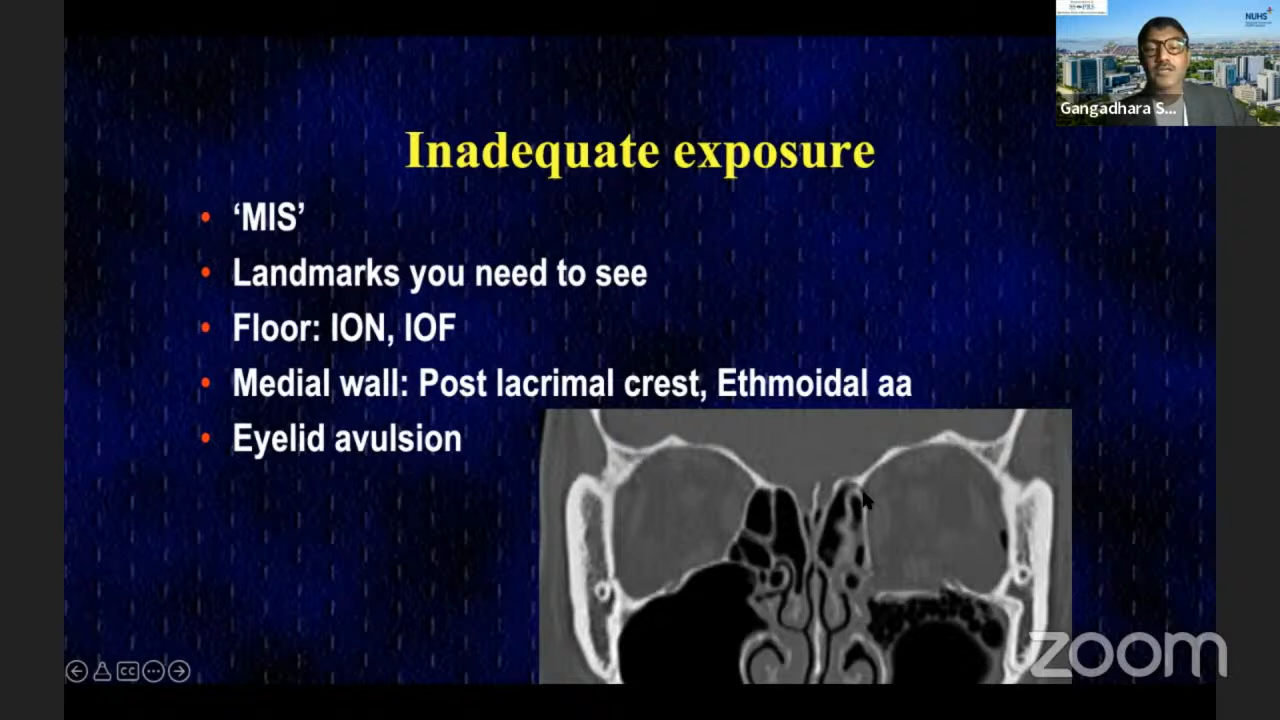 NUHS
Gangadhara S...
Inadequate exposure
• ‘MIS’
• Landmarks you need to see
• Floor: ION, IOF
• Medial wall: Post lacrimal crest, Ethmoidal aa
• Eyelid avulsion
CC
zoom